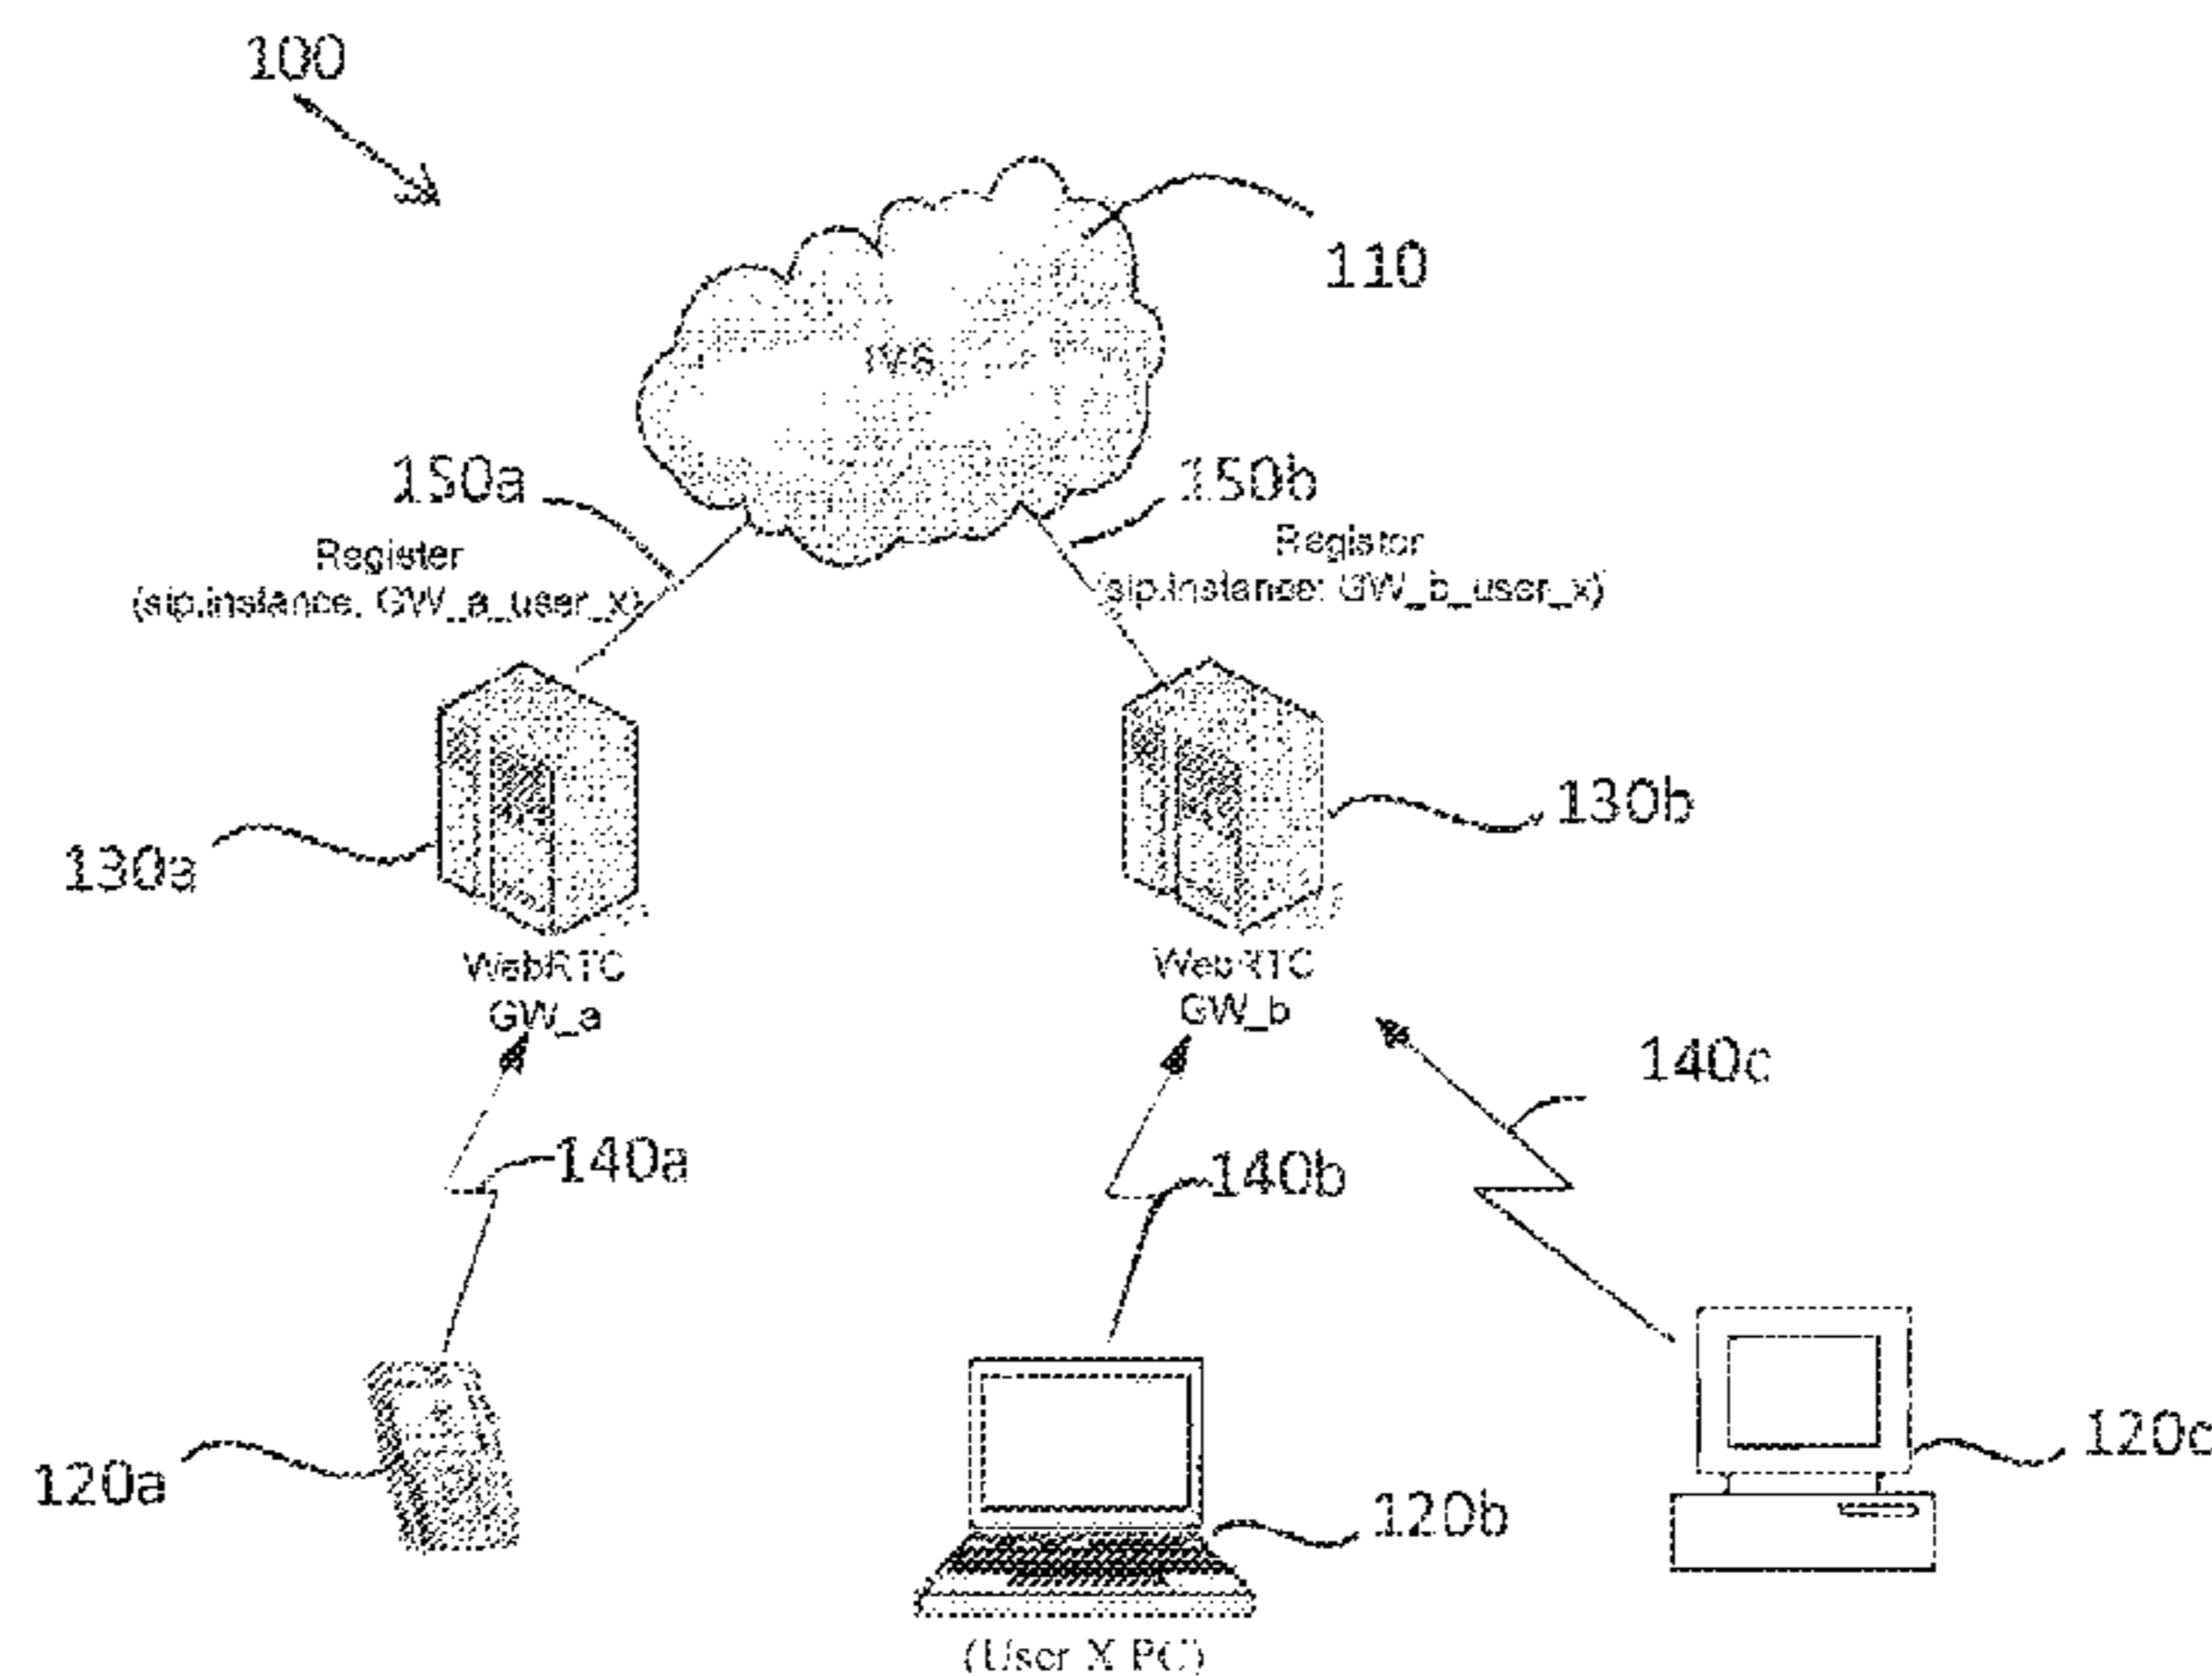 100
110
IMS
150a
150b
Register
(sip.instance: GW_a_user_x)
Register
(sip.instance: GW_b_user_x)
130a
130b
WebRTC
GW_a
WebRTC
GW_b
140a
140b
140c
120a
120b
120c
(User X PC)